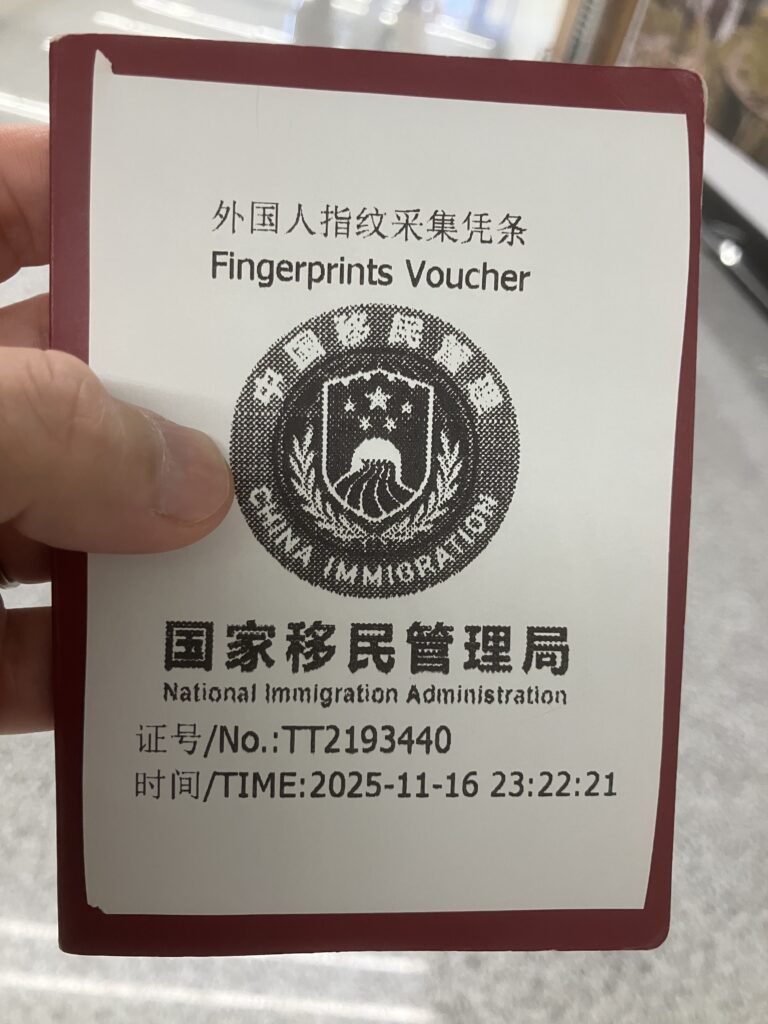 外国人指纹采集凭条
Fingerprints Voucher
中国移民管理
CHINA IMMIGRATION
国家移民管理局
National Immigration Administration
证号/No.:TT2193440
时间/TIME:2025-11-16 23:22:21